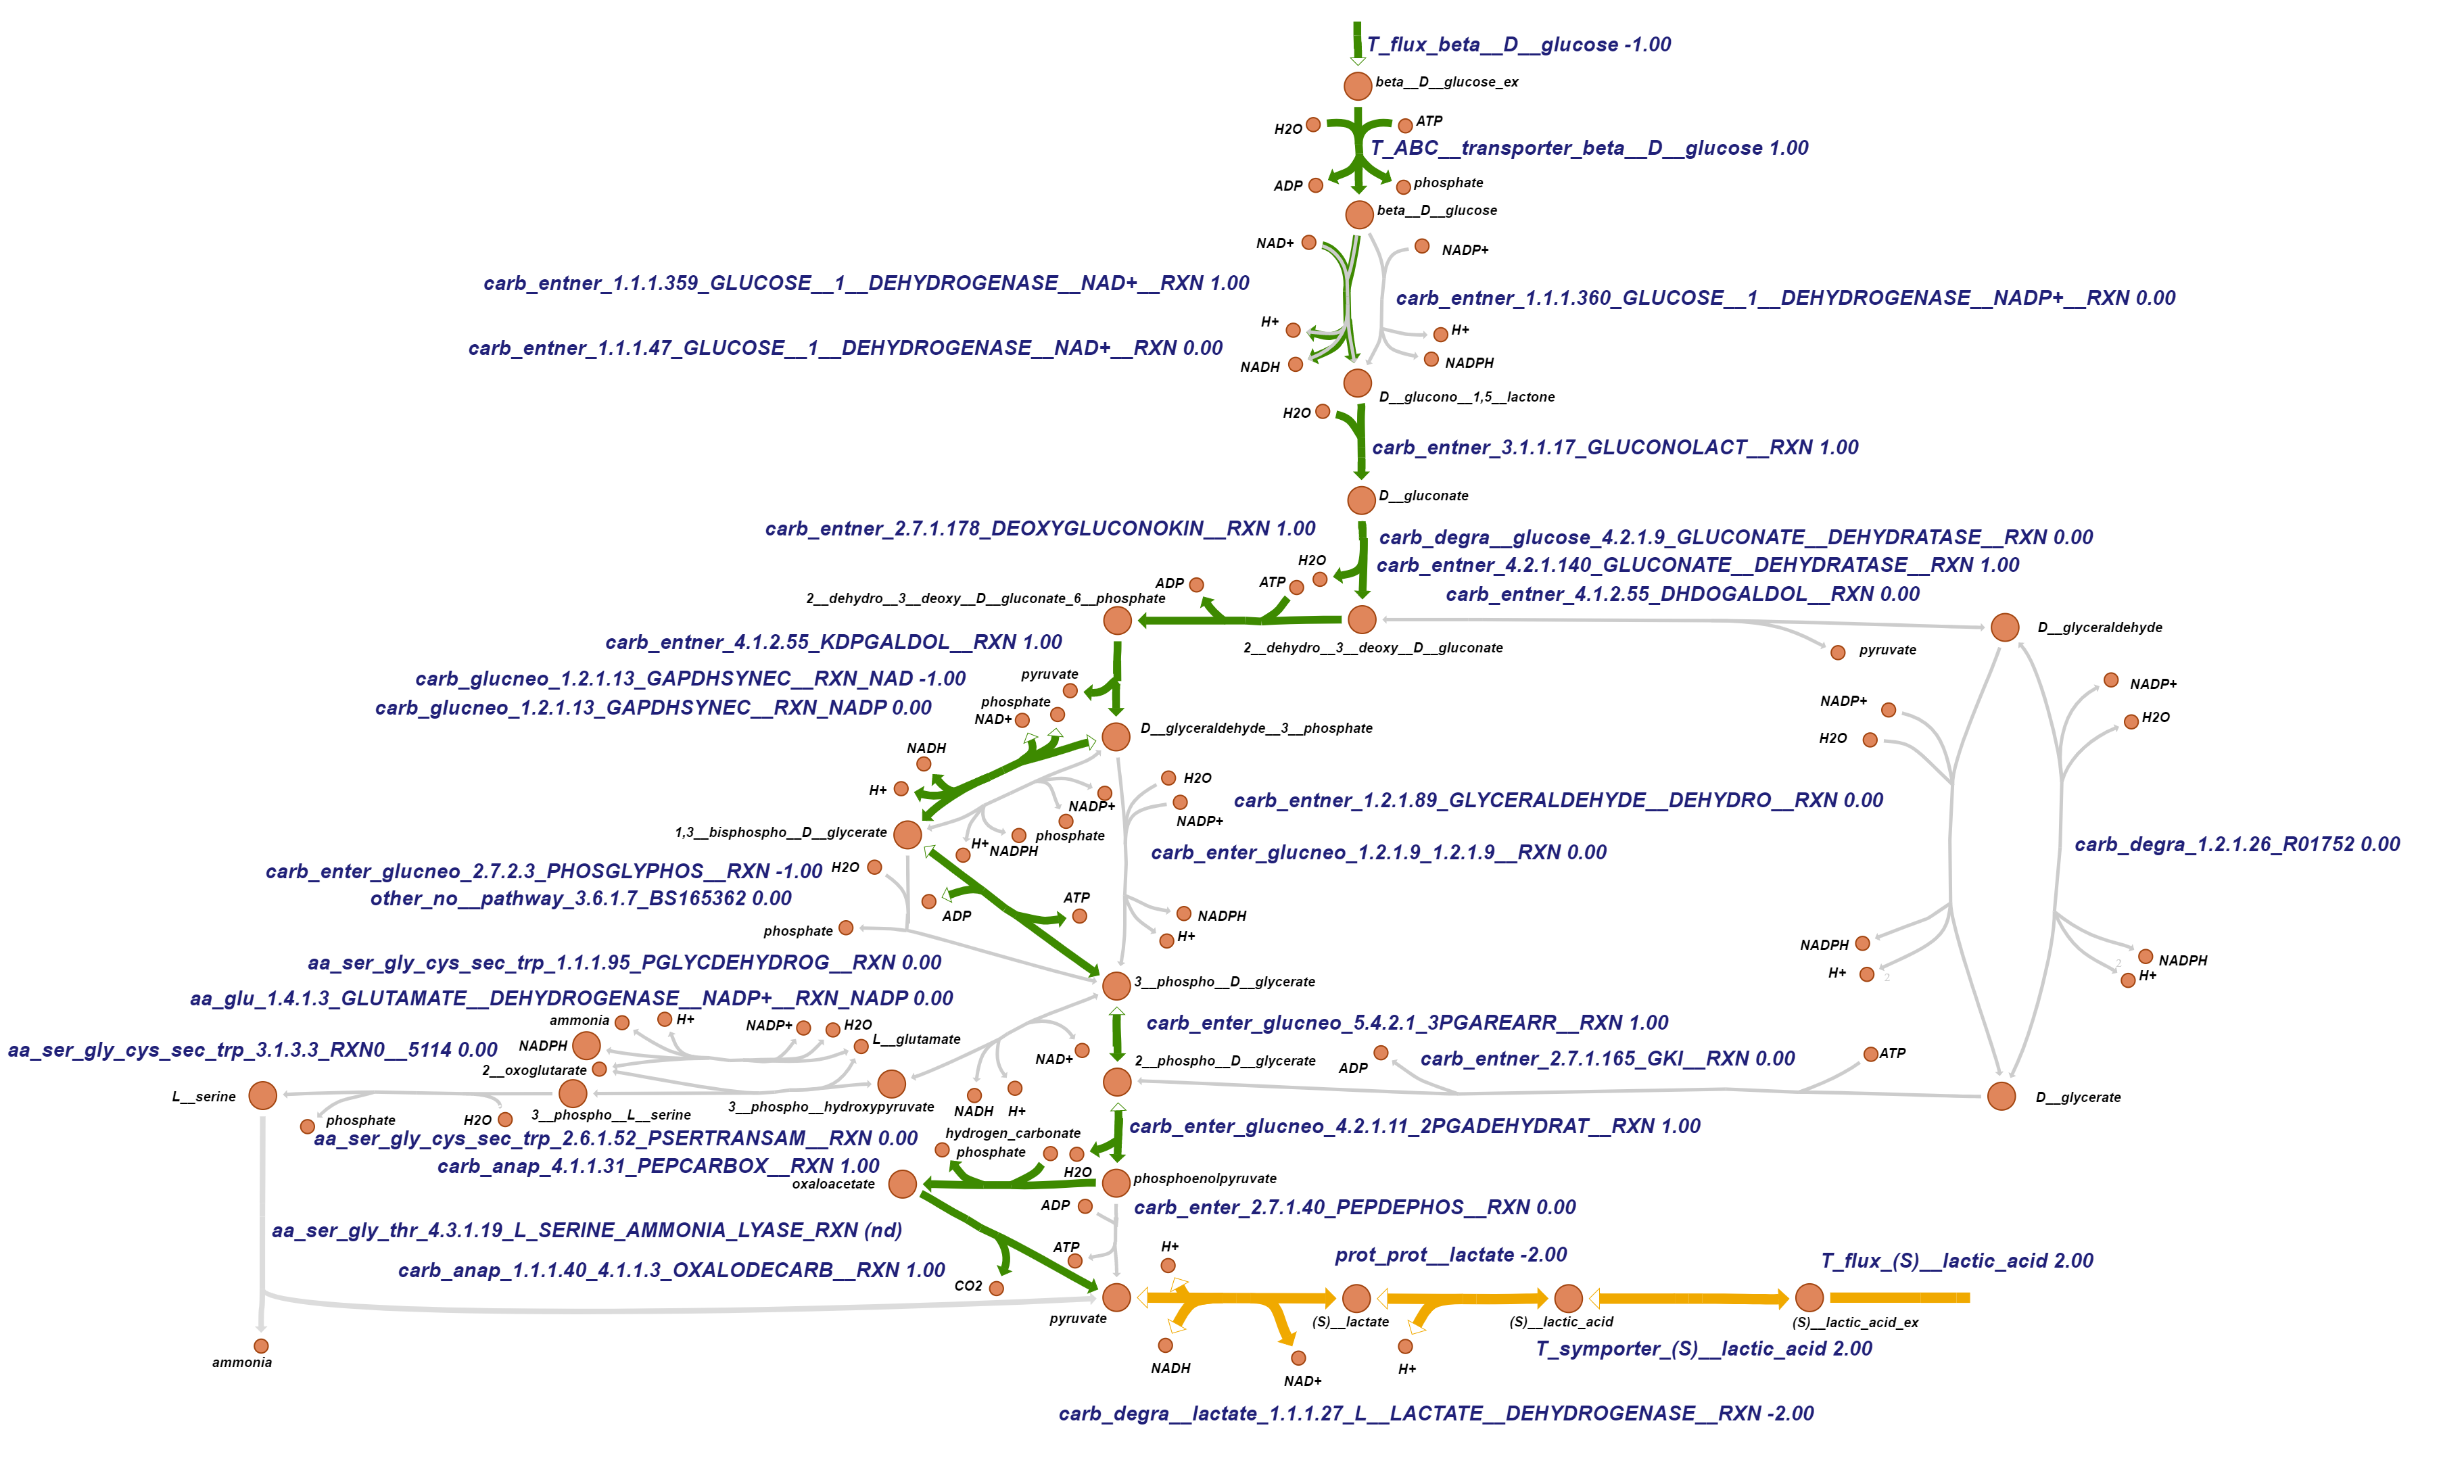 T_flux_beta__D__glucose -1.00
beta__D__glucose_ex
H2O
ATP
T_ABC__transporter_beta__D__glucose 1.00
ADP
phosphate
beta__D__glucose
NAD+
NADP+
carb_entner_1.1.1.359_GLUCOSE__1__DEHYDROGENASE__NAD+__RXN 1.00
carb_entner_1.1.1.360_GLUCOSE__1__DEHYDROGENASE__NADP+__RXN 0.00
H+
H+
carb_entner_1.1.1.47_GLUCOSE__1__DEHYDROGENASE__NAD+__RXN 0.00
NADH
NADPH
D__glucono__1,5__lactone
H2O
carb_entner_3.1.1.17_GLUCONOLACT__RXN 1.00
D__gluconate
carb_entner_2.7.1.178_DEOXYGLUCONOKIN__RXN 1.00
carb_degra__glucose_4.2.1.9_GLUCONATE__DEHYDRATASE__RXN 0.00
H2O
carb_entner_4.2.1.140_GLUCONATE__DEHYDRATASE__RXN 1.00
ADP
ATP
2__dehydro__3__deoxy__D__gluconate_6__phosphate
carb_entner_4.1.2.55_DHDOGALDOL__RXN 0.00
D__glyceraldehyde
carb_entner_4.1.2.55_KDPGALDOL__RXN 1.00
2__dehydro__3__deoxy__D__gluconate
pyruvate
carb_glucneo_1.2.1.13_GAPDHSYNEC__RXN_NAD -1.00
pyruvate
NADP+
carb_glucneo_1.2.1.13_GAPDHSYNEC__RXN_NADP 0.00
phosphate
NAD+
NADP+
H2O
D__glyceraldehyde__3__phosphate
H2O
NADH
H2O
H+
NADP+
carb_entner_1.2.1.89_GLYCERALDEHYDE__DEHYDRO__RXN 0.00
NADP+
1,3__bisphospho__D__glycerate
phosphate
H+
NADPH
carb_enter_glucneo_1.2.1.9_1.2.1.9__RXN 0.00
carb_degra_1.2.1.26_R01752 0.00
carb_enter_glucneo_2.7.2.3_PHOSGLYPHOS__RXN -1.00
H2O
other_no__pathway_3.6.1.7_BS165362 0.00
ATP
ADP
NADPH
phosphate
H+
NADPH
H+
2
NADPH
H+
2
aa_ser_gly_cys_sec_trp_1.1.1.95_PGLYCDEHYDROG__RXN 0.00
3__phospho__D__glycerate
aa_glu_1.4.1.3_GLUTAMATE__DEHYDROGENASE__NADP+__RXN_NADP 0.00
ammonia
H+
NADP+
H2O
carb_enter_glucneo_5.4.2.1_3PGAREARR__RXN 1.00
aa_ser_gly_cys_sec_trp_3.1.3.3_RXN0__5114 0.00
NADPH
L__glutamate
NAD+
2__phospho__D__glycerate
ADP
carb_entner_2.7.1.165_GKI__RXN 0.00
ATP
2__oxoglutarate
L__serine
D__glycerate
phosphate
H2O
3__phospho__L__serine
3__phospho__hydroxypyruvate
NADH
H+
aa_ser_gly_cys_sec_trp_2.6.1.52_PSERTRANSAM__RXN 0.00
hydrogen_carbonate
carb_enter_glucneo_4.2.1.11_2PGADEHYDRAT__RXN 1.00
phosphate
carb_anap_4.1.1.31_PEPCARBOX__RXN 1.00
H2O
oxaloacetate
phosphoenolpyruvate
ADP
carb_enter_2.7.1.40_PEPDEPHOS__RXN 0.00
aa_ser_gly_thr_4.3.1.19_L_SERINE_AMMONIA_LYASE_RXN (nd)
ATP
H+
prot_prot__lactate -2.00
T_flux_(S)__lactic_acid 2.00
carb_anap_1.1.1.40_4.1.1.3_OXALODECARB__RXN 1.00
CO2
pyruvate
(S)__lactate
(S)__lactic_acid
(S)__lactic_acid_ex
T_symporter_(S)__lactic_acid 2.00
ammonia
NADH
NAD+
H+
carb_degra__lactate_1.1.1.27_L__LACTATE__DEHYDROGENASE__RXN -2.00